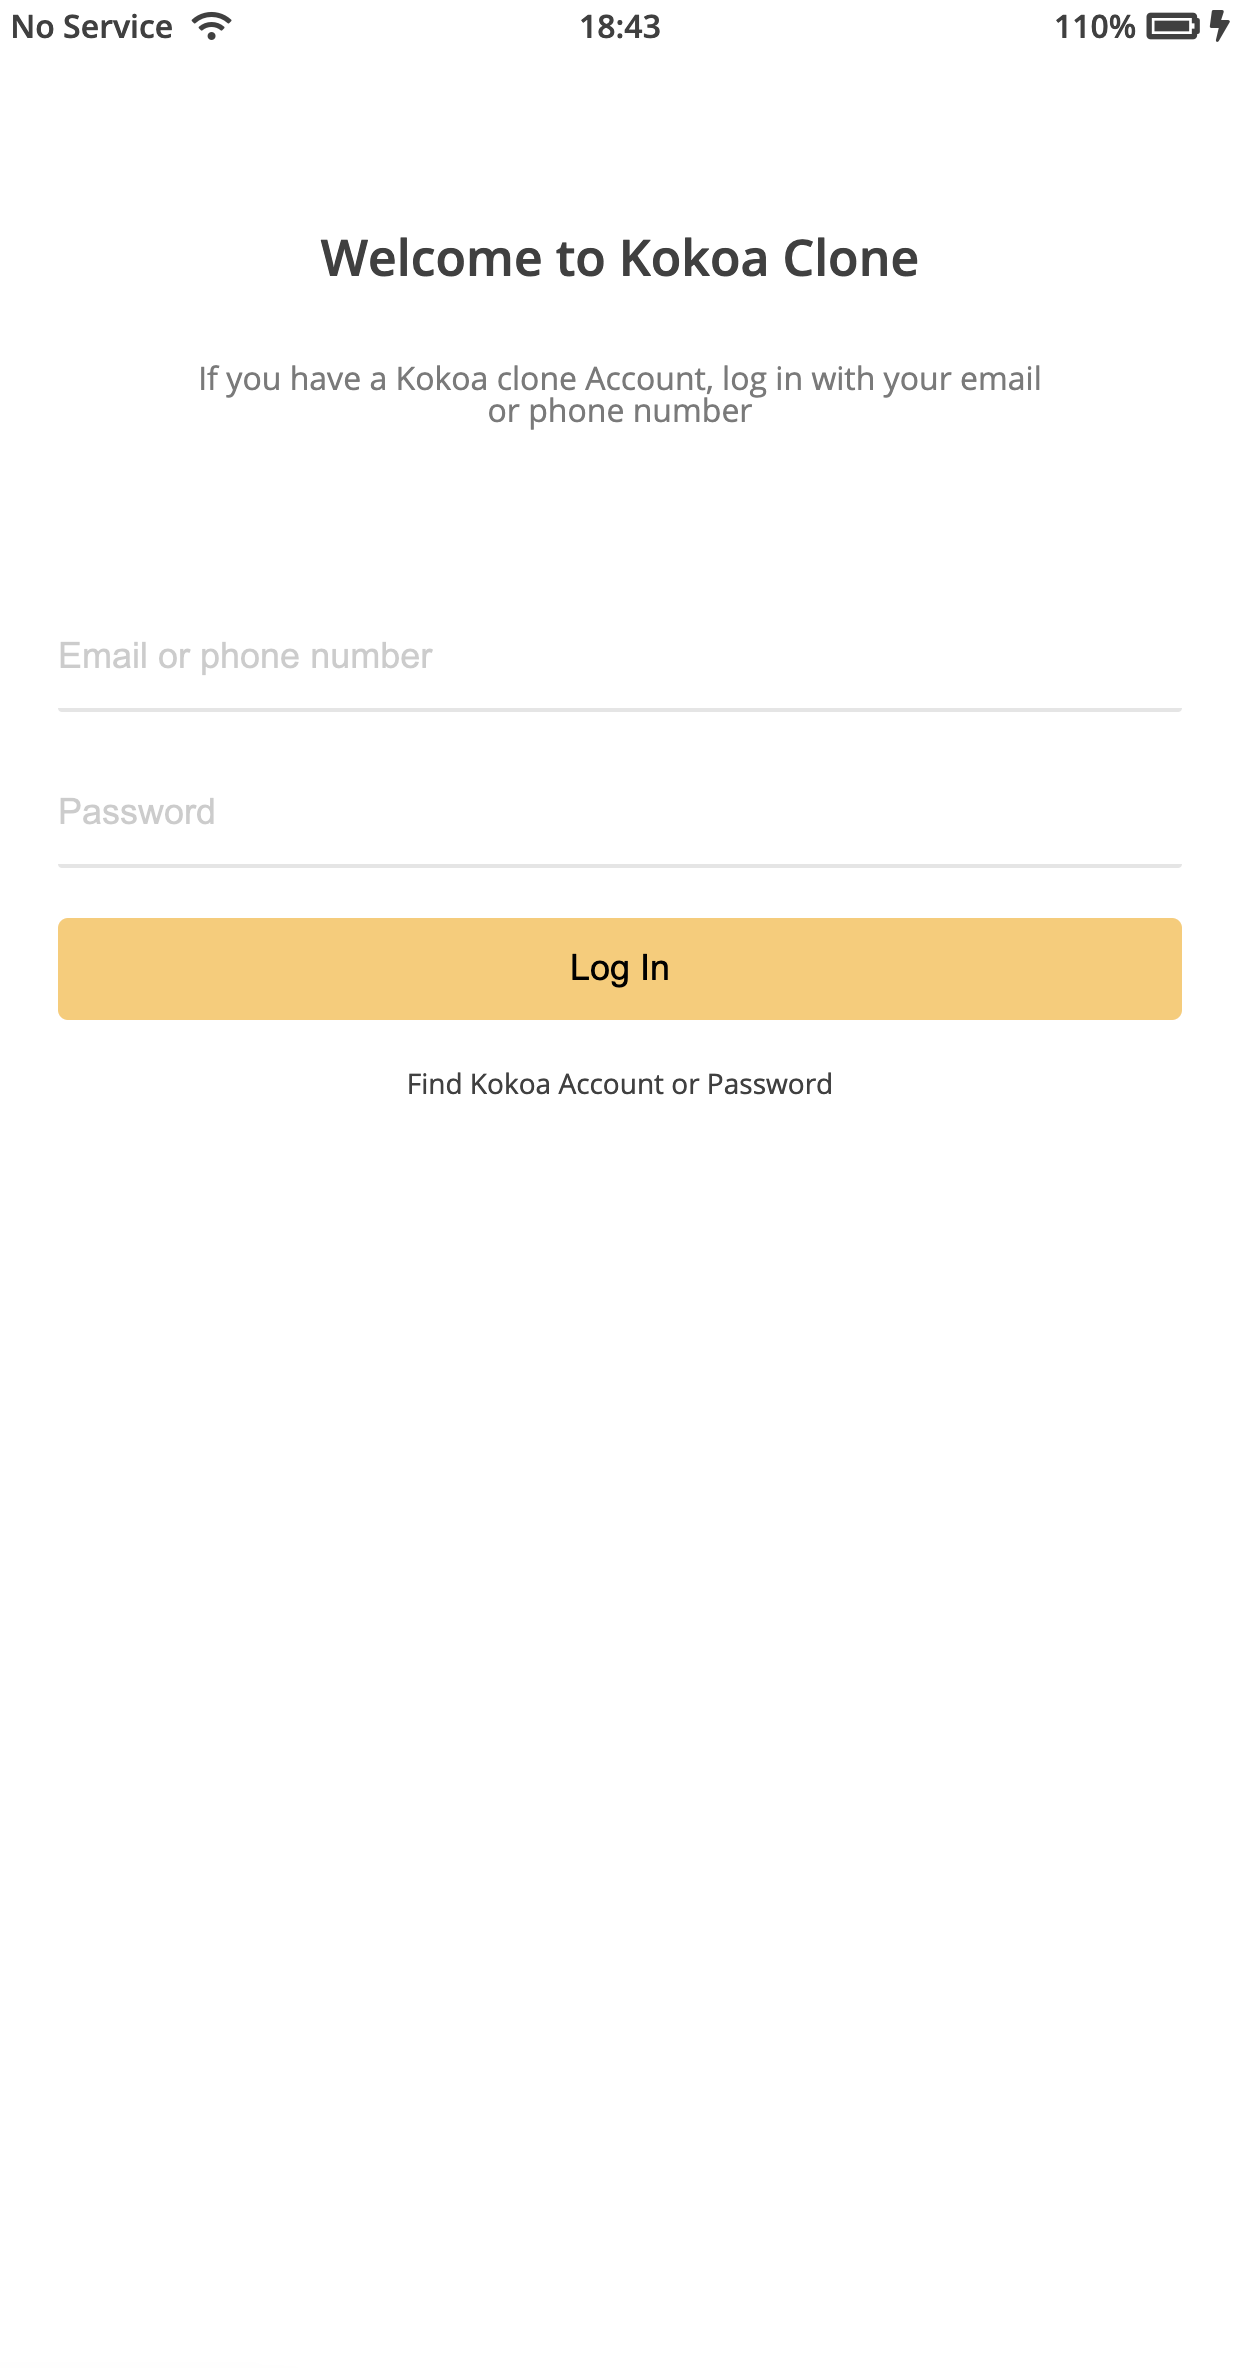 No Service
18:43
110%
Welcome to Kokoa Clone
If you have a Kokoa clone Account, log in with your email
or phone number
Email or phone number
Password
Log In
Find Kokoa Account or Password